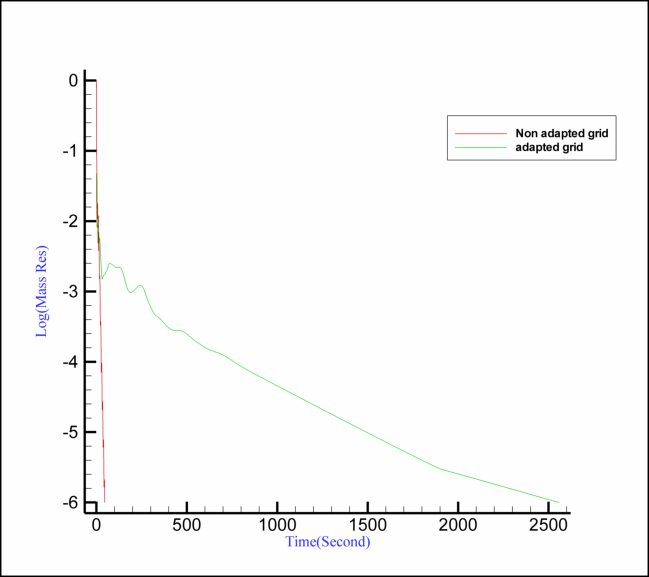 0
-1
-2
-3
-4
-5
-6
Log(Mass Res)
Non adapted grid
adapted grid
0 500 1000 1500 2000 2500
Time(Second)